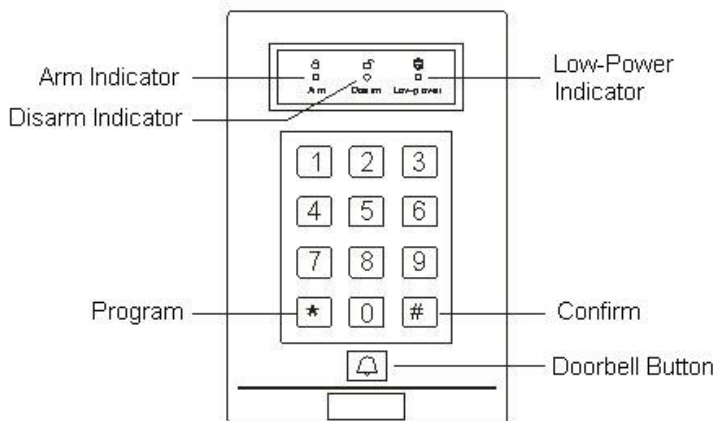 Arm Indicator
Disarm Indicator
Low-Power
Indicator
Arm Disarm Low-power
1 2 3
4 5 6
7 8 9
* 0 #
Program
Confirm
Doorbell Button